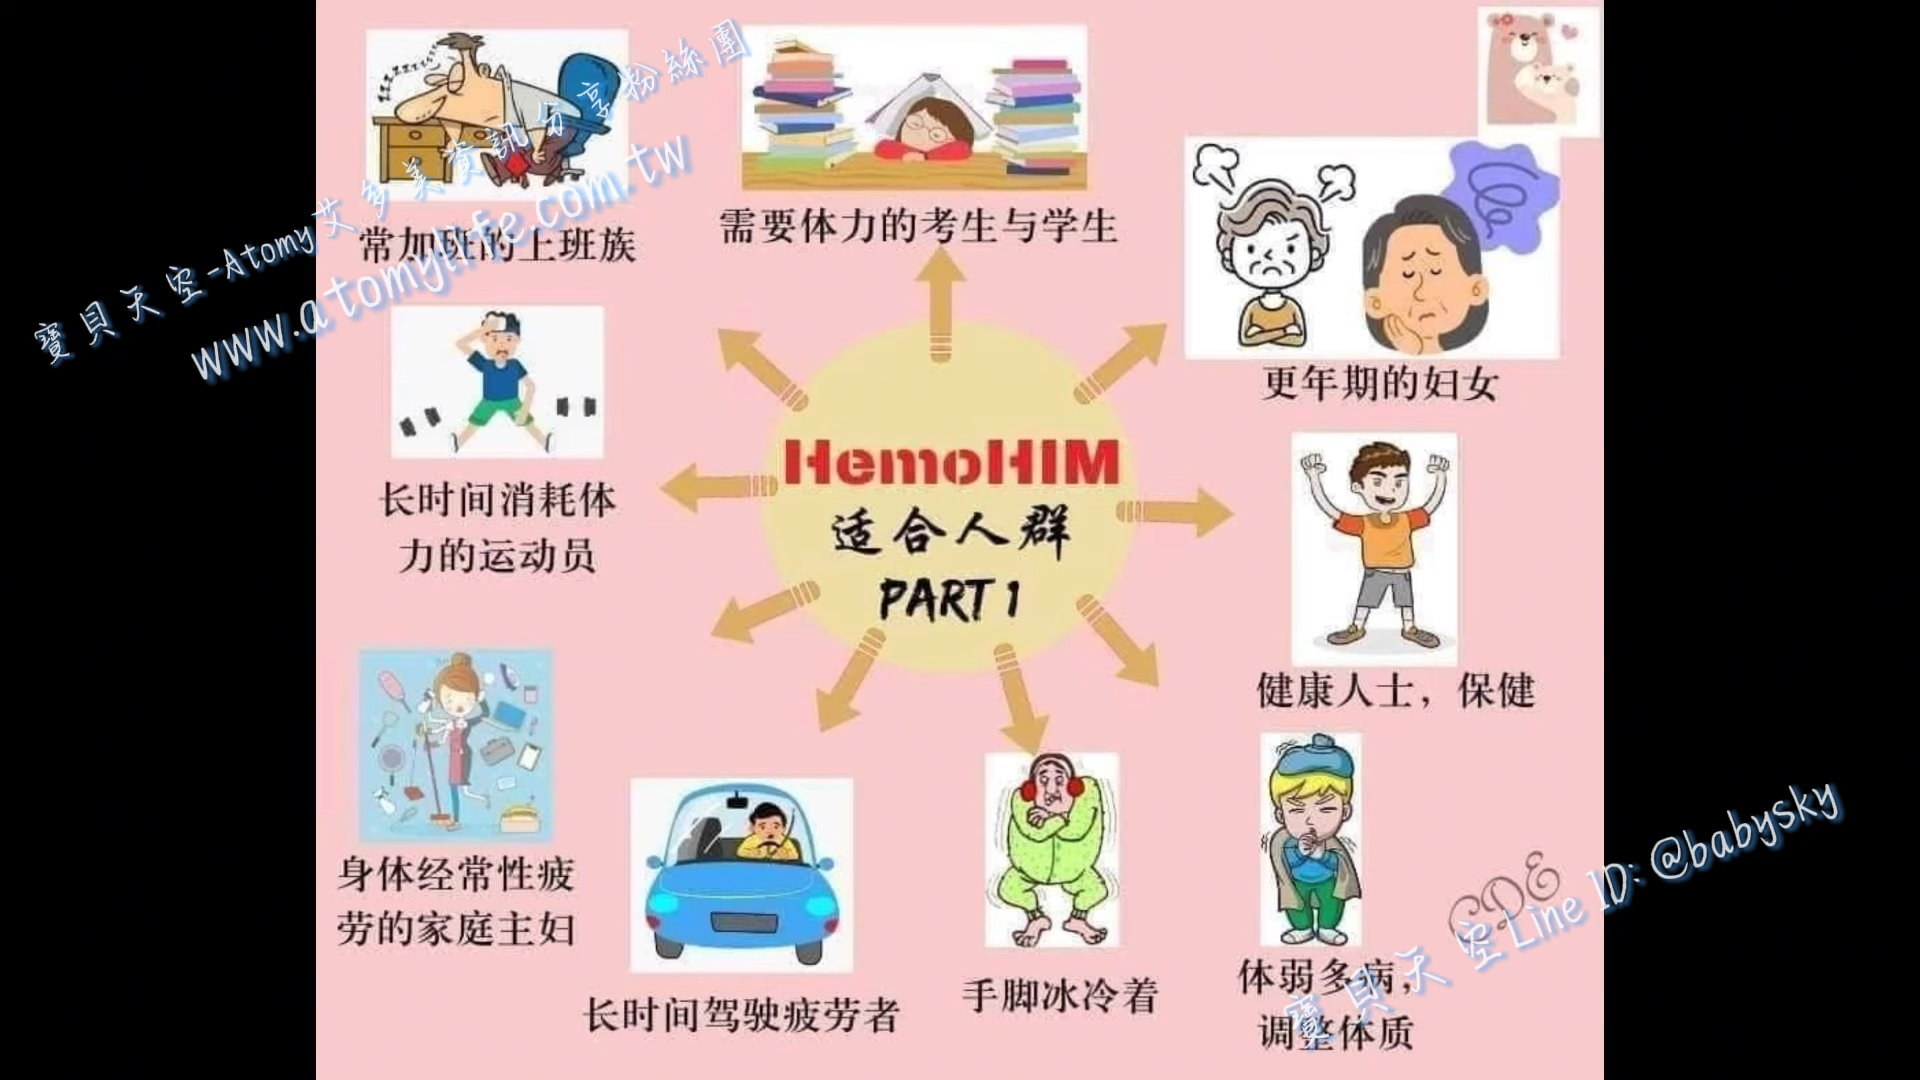 寶貝天空-Atomy艾多美資訊分享粉絲團
www.atomylife.com.tw
常加班的上班族
需要体力的考生与学生
更年期的妇女
长时间消耗体
力的运动员
HemoHIM
适合人群
PART 1
健康人士，保健
身体经常性疲
劳的家庭主妇
长时间驾驶疲劳者
手脚冰冷着
体弱多病，
调整体质
CDE
寶貝天空Line ID: @babysky